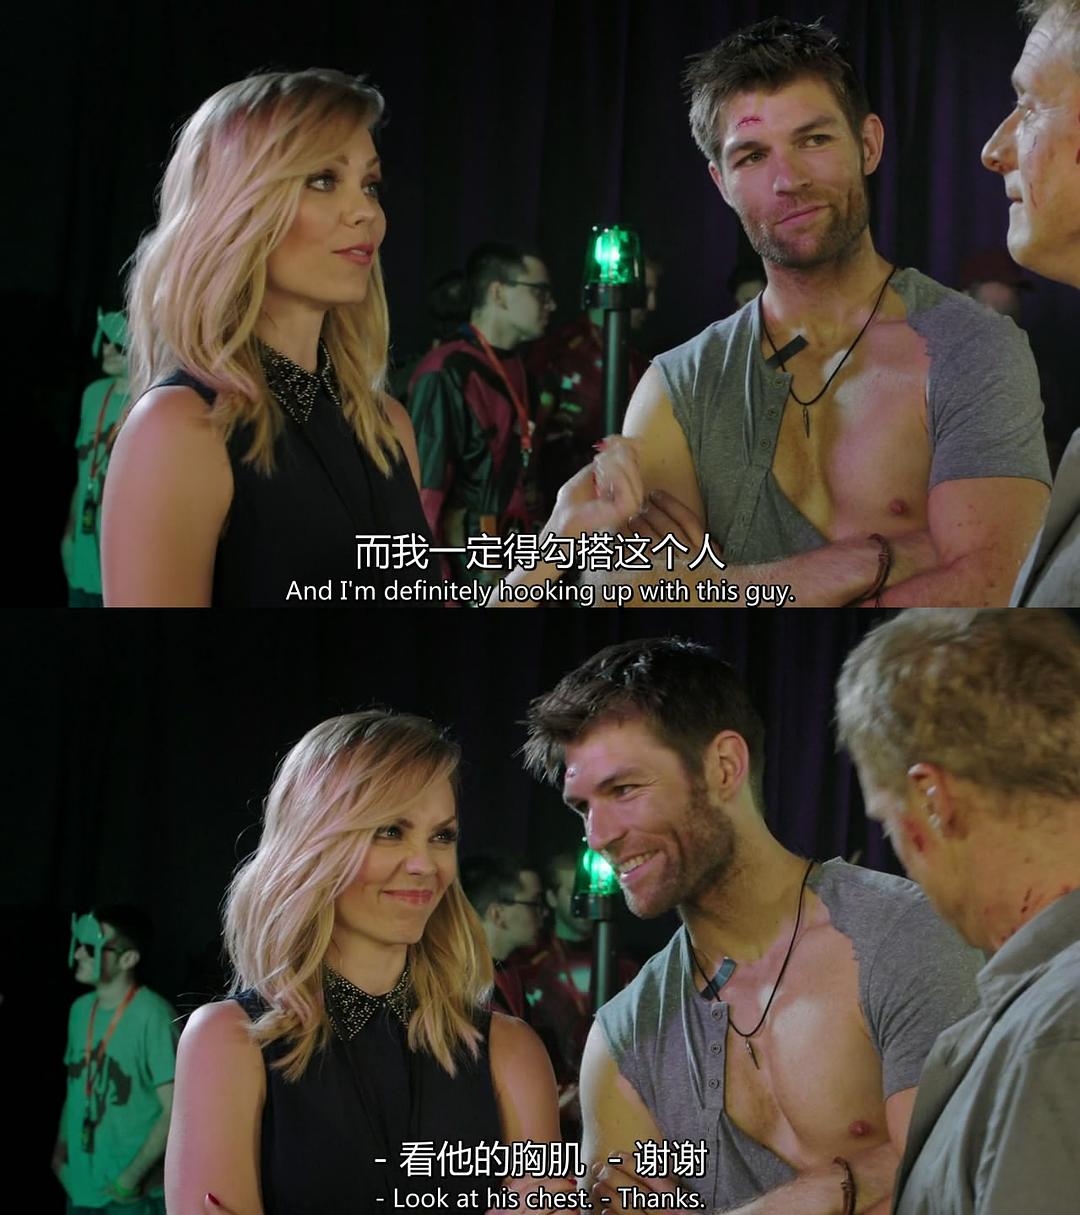 而我一定得勾搭这个人
And I'm definitely hooking up with this guy.
- 看他的胸肌 - 谢谢
- Look at his chest. - Thanks.